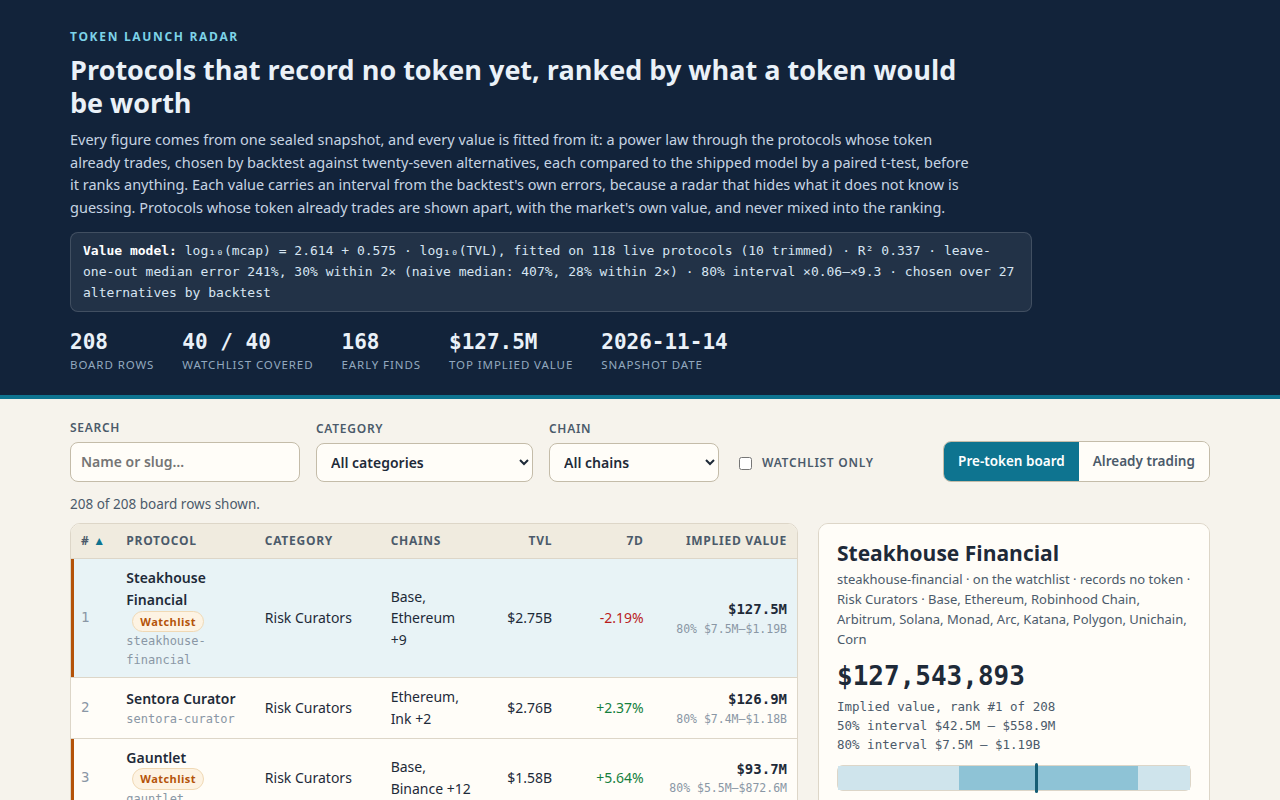 TOKEN LAUNCH RADAR
Protocols that record no token yet, ranked by what a token would
be worth
Every figure comes from one sealed snapshot, and every value is fitted from it: a power law through the protocols whose token
already trades, chosen by backtest against twenty-seven alternatives, each compared to the shipped model by a paired t-test, before
it ranks anything. Each value carries an interval from the backtest's own errors, because a radar that hides what it does not know is
guessing. Protocols whose token already trades are shown apart, with the market's own value, and never mixed into the ranking.
Value model: log₁₀(mcap) = 2.614 + 0.575 · log₁₀(TVL), fitted on 118 live protocols (10 trimmed) · R² 0.337 · leave-
one-out median error 241%, 30% within 2× (naive median: 407%, 28% within 2×) · 80% interval ×0.06–×9.3 · chosen over 27
alternatives by backtest
208 40 / 40 168 $127.5M 2026-11-14
BOARD ROWS WATCHLIST COVERED EARLY FINDS TOP IMPLIED VALUE SNAPSHOT DATE
SEARCH CATEGORY CHAIN
Name or slug... All categories All chains WATCHLIST ONLY Pre-token board Already trading
208 of 208 board rows shown.
# ▲ PROTOCOL CATEGORY CHAINS TVL 7D IMPLIED VALUE
1 Steakhouse Financial Watchlist steakhouse-financial Risk Curators Base, Ethereum +9 $2.75B -2.19% $127.5M 80% $7.5M–$1.19B
2 Sentora Curator sentora-curator Risk Curators Ethereum, Ink +2 $2.76B +2.37% $126.9M 80% $7.4M–$1.18B
3 Gauntlet Watchlist gauntlet Risk Curators Base, Binance +12 $1.58B +5.64% $93.7M 80% $5.5M–$872.6M
Steakhouse Financial
steakhouse-financial · on the watchlist · records no token ·
Risk Curators · Base, Ethereum, Robinhood Chain,
Arbitrum, Solana, Monad, Arc, Katana, Polygon, Unichain,
Corn
$127,543,893
Implied value, rank #1 of 208
50% interval $42.5M — $558.9M
80% interval $7.5M — $1.19B